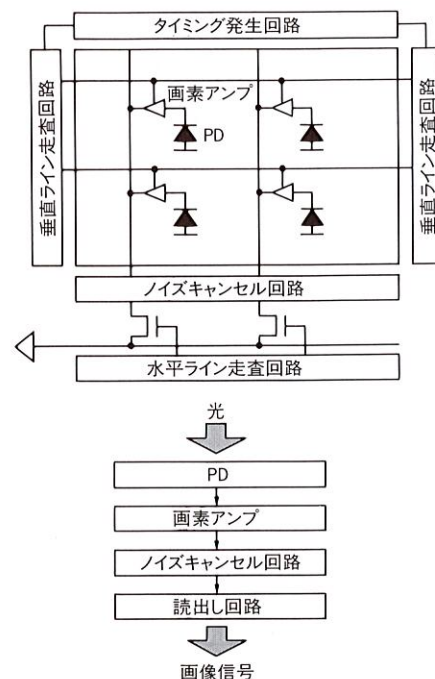 タイミング発生回路
垂直ライン走査回路
画素アンプ
PD
垂直ライン走査回路
ノイズキャンセル回路
水平ライン走査回路
光
PD
画素アンプ
ノイズキャンセル回路
読出し回路
画像信号